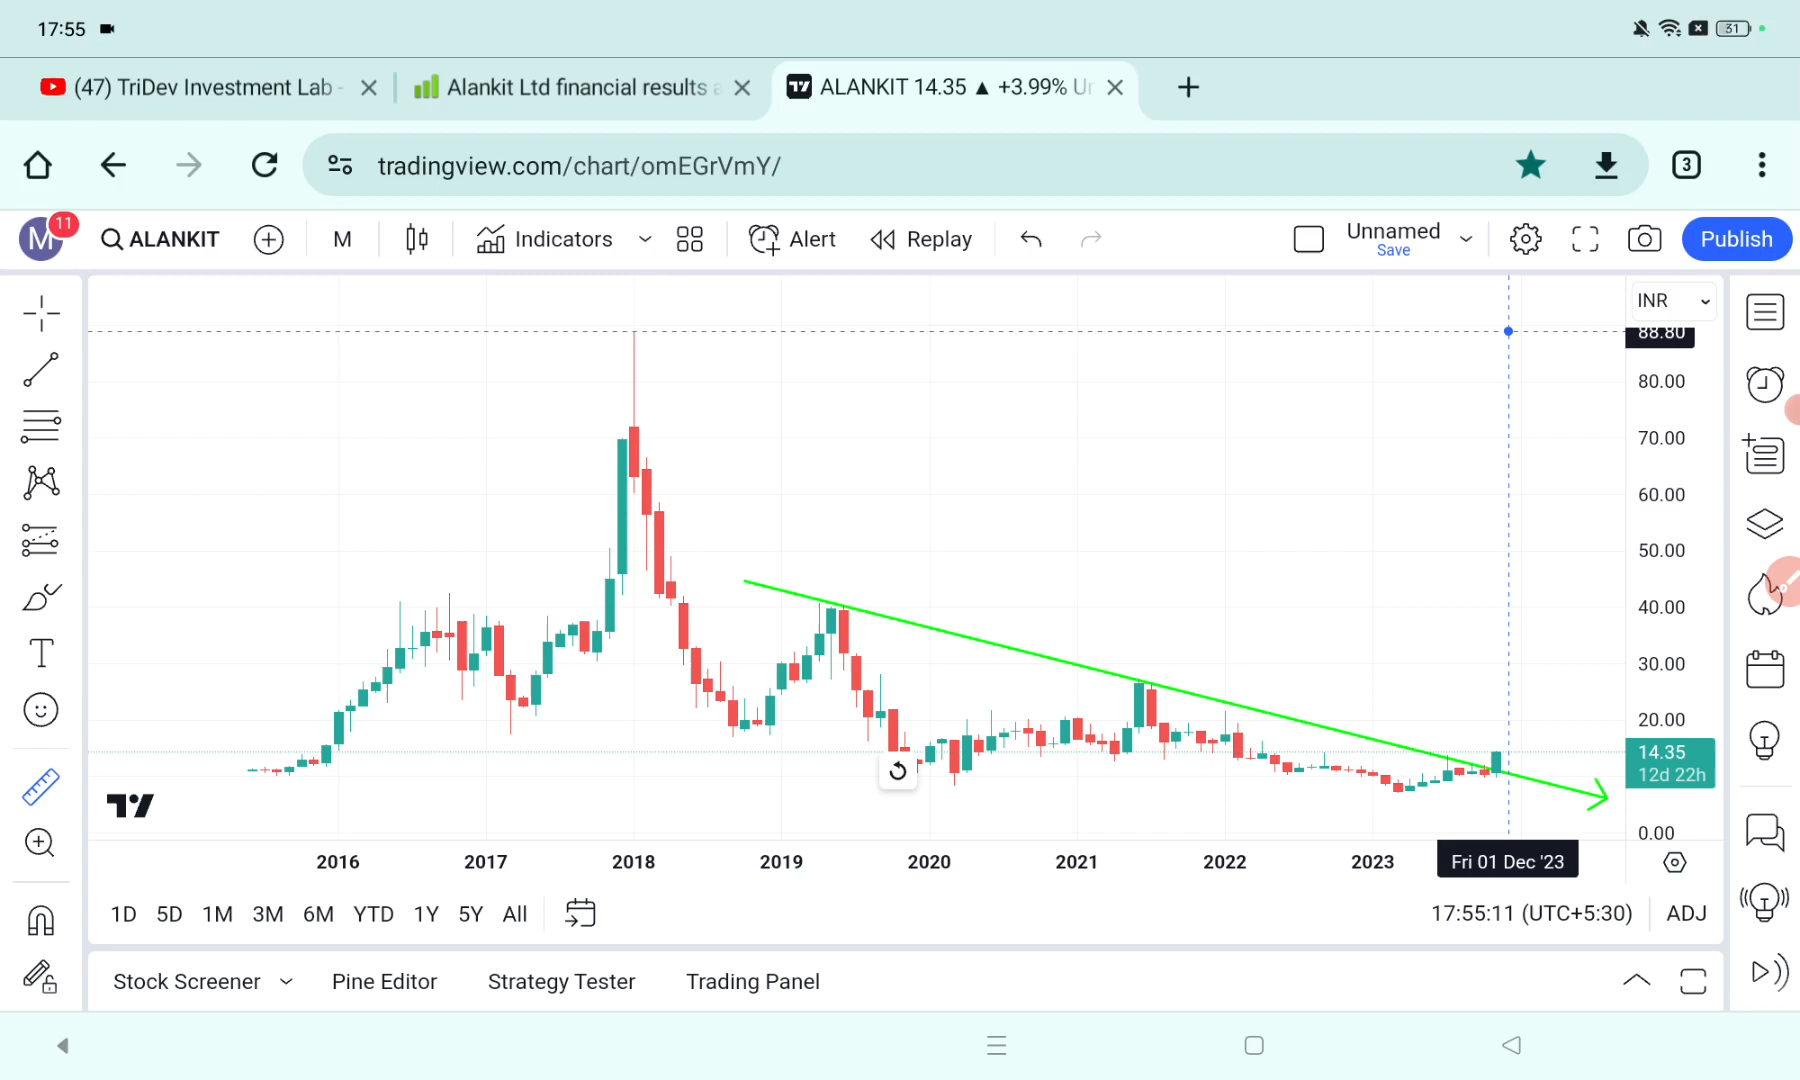 17:55
31
(47) TriDev Investment Lab -
Alankit Ltd financial results a
ALANKIT 14.35 ▲ +3.99% Un
tradingview.com/chart/omEGrVmY/
3
M
11
ALANKIT
M
Indicators
Alert
Replay
Unnamed
Save
Publish
INR
88.80
80.00
70.00
60.00
50.00
40.00
30.00
20.00
14.35
12d 22h
0.00
2016 2017 2018 2019 2020 2021 2022 2023 Fri 01 Dec '23
1D 5D 1M 3M 6M YTD 1Y 5Y All
17:55:11 (UTC+5:30) ADJ
Stock Screener Pine Editor Strategy Tester Trading Panel